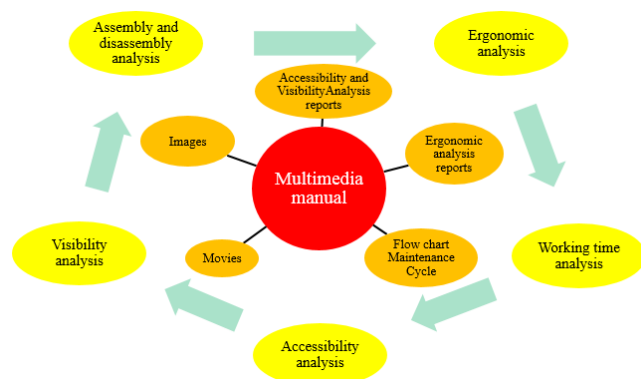 Assembly and
disassembly
analysis
Ergonomic
analysis
Accessibility and
VisibilityAnalysis
reports
Images
Ergonomic
analysis
reports
Multimedia
manual
Visibility
analysis
Movies
Flow chart
Maintenance
Cycle
Working time
analysis
Accessibility
analysis